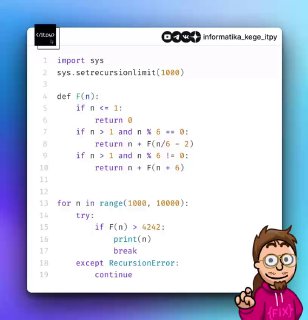 informatika_kege_itpy
1 import sys
2 sys.setrecursionlimit(1000)
3
4 def F(n):
5     if n <= 1:
6         return 0
7     if n > 1 and n % 6 == 0:
8         return n + F(n/6 - 2)
9     if n > 1 and n % 6 != 0:
10         return n + F(n + 6)
11
12
13 for n in range(1000, 10000):
14     try:
15         if F(n) > 4242:
16             print(n)
17             break
18     except RecursionError:
19         continue
{FIX}